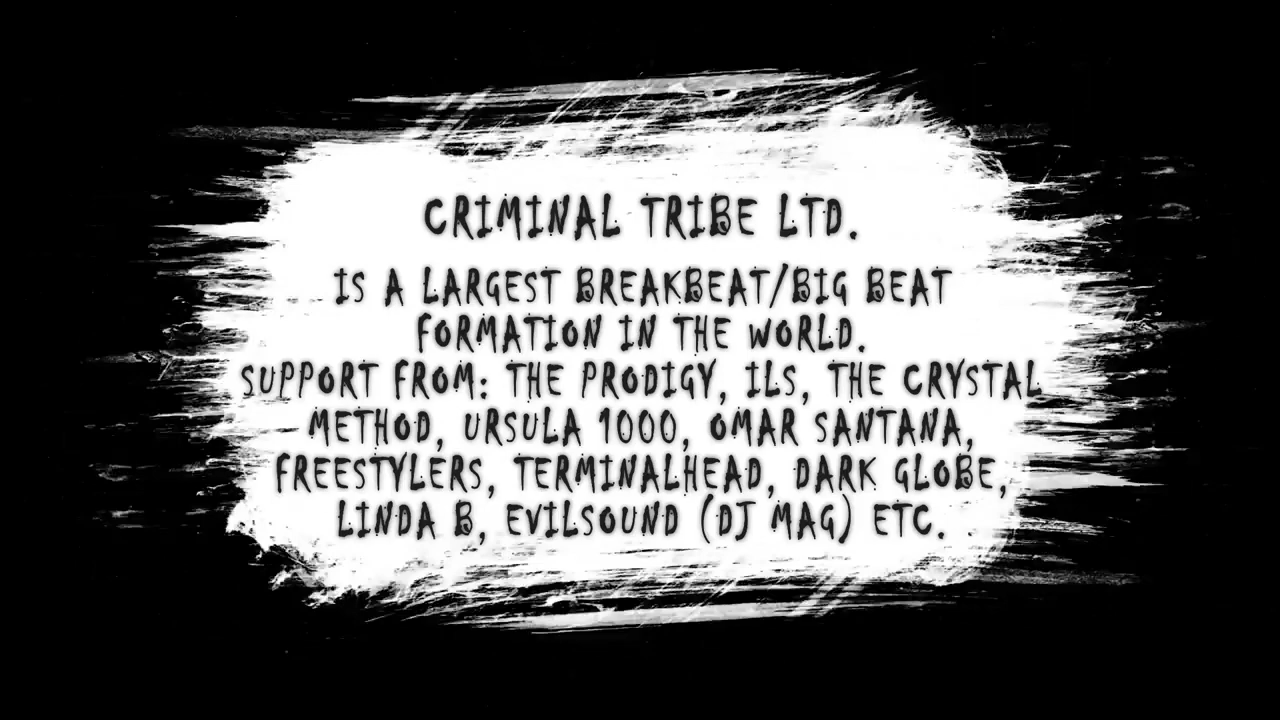 CRIMINAL TRIBE LTD.
IS A LARGEST BREAKBEAT/BIG BEAT
FORMATION IN THE WORLD.
SUPPORT FROM: THE PRODIGY, ILS, THE CRYSTAL
METHOD, URSULA 1000, OMAR SANTANA,
FREESTYLERS, TERMINALHEAD, DARK GLOBE,
LINDA B, EVILSOUND (DJ MAG) ETC.